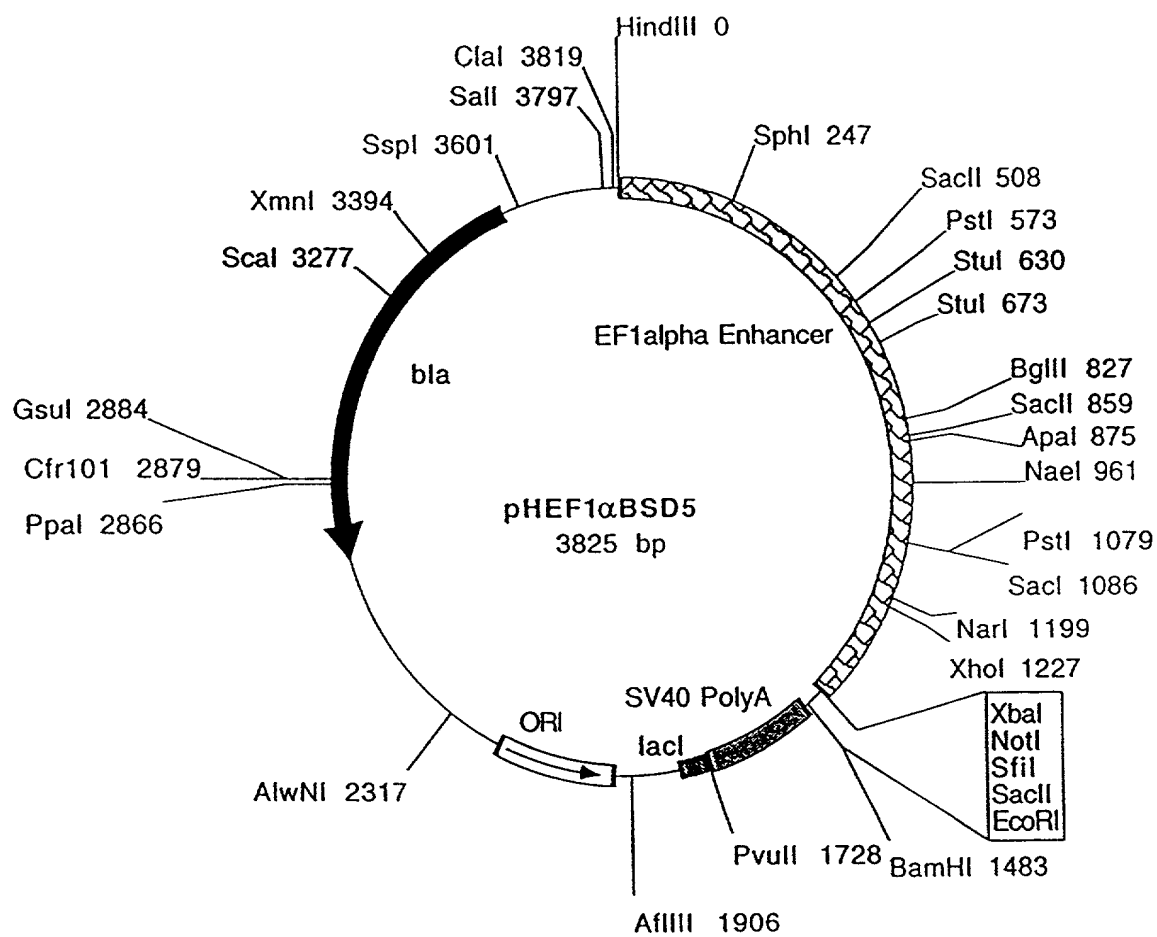 HindIII 0
ClaI 3819
SalI 3797
SspI 3601
XmnI 3394
ScaI 3277
SphI 247
SacII 508
PstI 573
StuI 630
StuI 673
EF1alpha Enhancer
bla
BglII 827
SacII 859
ApaI 875
NaeI 961
GsuI 2884
Cfr101 2879
PpaI 2866
pHEF1αBSD5
3825 bp
PstI 1079
SacI 1086
NarI 1199
XhoI 1227
SV40 PolyA
ORI
lacI
XbaI
NotI
SfiI
SacII
EcoRI
AlwNI 2317
PvuII 1728
BamHI 1483
AflIII 1906